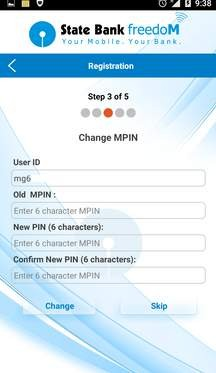 9:38
State Bank freedoM
Your Mobile. Your Bank.
Registration
Step 3 of 5
Change MPIN
User ID
mg6
Old MPIN :
Enter 6 character MPIN
New PIN (6 characters):
Enter 6 character MPIN
Confirm New PIN (6 characters):
Enter 6 character MPIN
Change Skip